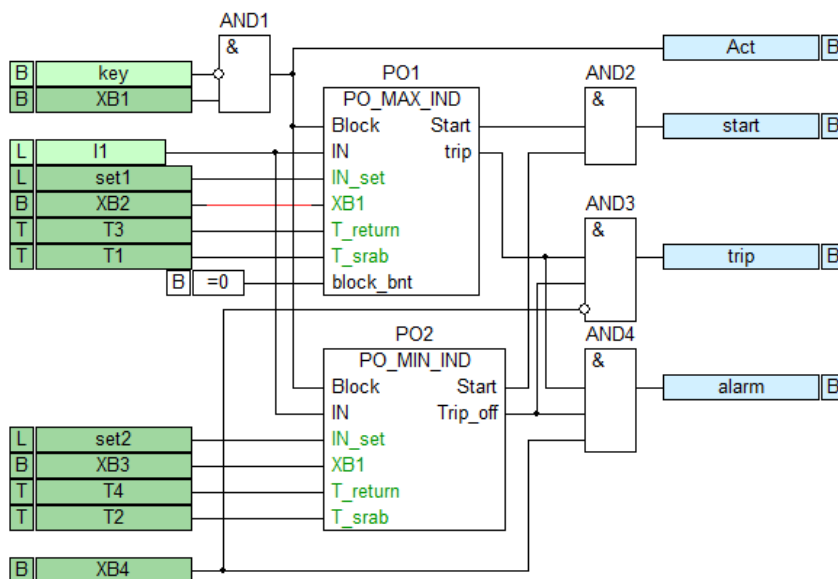 AND1
&
B key
B XB1
Act B
PO1
PO_MAX_IND
Block Start
IN trip
IN_set
XB1
T_return
T_srab
block_bnt
AND2
&
start B
L I1
L set1
B XB2
T T3
T T1
B =0
AND3
&
trip B
PO2
PO_MIN_IND
Block Start
IN Trip_off
IN_set
XB1
T_return
T_srab
AND4
&
alarm B
L set2
B XB3
T T4
T T2
B XB4